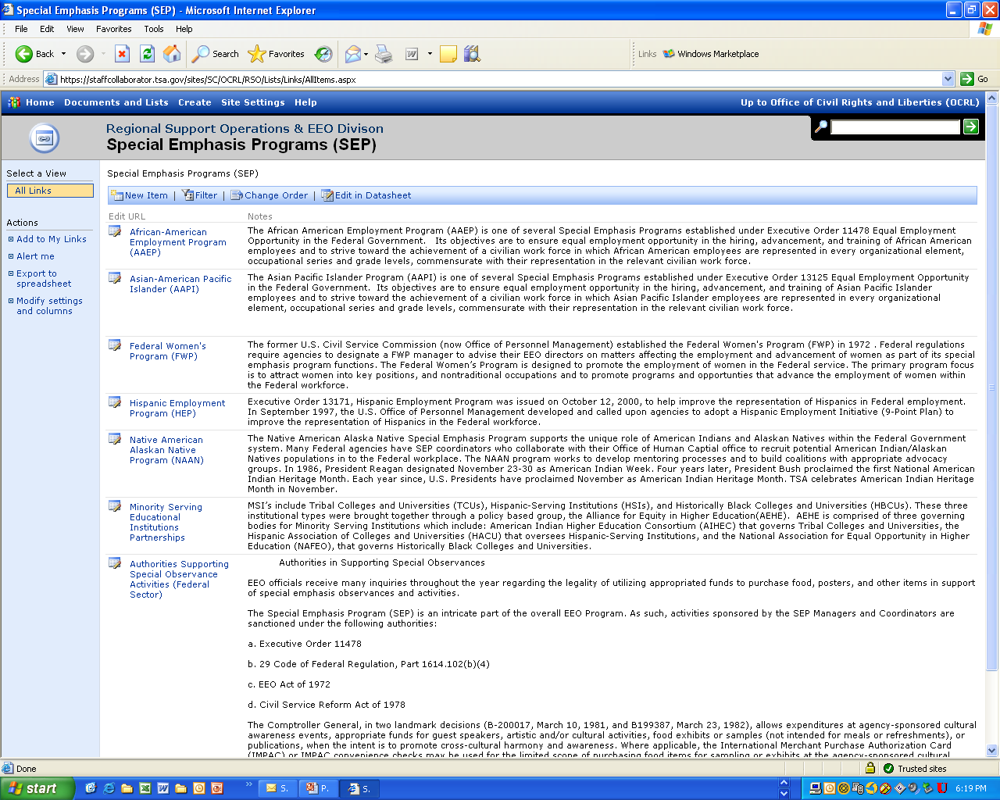 Special Emphasis Programs (SEP) - Microsoft Internet Explorer
File Edit View Favorites Tools Help
Back Search Favorites Links Windows Marketplace
Address https://staffcollaborator.tsa.gov/sites/SC/OCRL/RSO/Lists/Links/AllItems.aspx Go
Home Documents and Lists Create Site Settings Help Up to Office of Civil Rights and Liberties (OCRL)
Regional Support Operations & EEO Divison
Special Emphasis Programs (SEP)
Select a View
All Links
Actions
Add to My Links
Alert me
Export to
spreadsheet
Modify settings
and columns
Special Emphasis Programs (SEP)
New Item | Filter | Change Order | Edit in Datasheet
Edit URL Notes
African-American
Employment Program
(AAEP)
The African American Employment Program (AAEP) is one of several Special Emphasis Programs established under Executive Order 11478 Equal Employment
Opportunity in the Federal Government.   Its objectives are to ensure equal employment opportunity in the hiring, advancement, and training of African American
employees and to strive toward the achievement of a civilian work force in which African American employees are represented in every organizational element,
occupational series and grade levels, commensurate with their representation in the relevant civilian work force.
Asian-American Pacific
Islander (AAPI)
The Asian Pacific Islander Program (AAPI) is one of several Special Emphasis Programs established under Executive Order 13125 Equal Employment Opportunity
in the Federal Government.  Its objectives are to ensure equal employment opportunity in the hiring, advancement, and training of Asian Pacific Islander
employees and to strive toward the achievement of a civilian work force in which Asian Pacific Islander employees are represented in every organizational
element, occupational series and grade levels, commensurate with their representation in the relevant civilian work force.
Federal Women's
Program (FWP)
The former U.S. Civil Service Commission (now Office of Personnel Management) established the Federal Women's Program (FWP) in 1972 . Federal regulations
require agencies to designate a FWP manager to advise their EEO directors on matters affecting the employment and advancement of women as part of its special
emphasis program functions. The Federal Women's Program is designed to promote the employment of women in the Federal service. The primary program focus
is to attract women into key positions, and nontraditional occupations and to promote programs and opportunties that advance the employment of women within
the Federal workforce.
Hispanic Employment
Program (HEP)
Executive Order 13171, Hispanic Employment Program was issued on October 12, 2000, to help improve the representation of Hispanics in Federal employment.
In September 1997, the U.S. Office of Personnel Management developed and called upon agencies to adopt a Hispanic Employment Initiative (9-Point Plan) to
improve the representation of Hispanics in the Federal workforce.
Native American
Alaskan Native
Program (NAAN)
The Native American Alaska Native Special Emphasis Program supports the unique role of American Indians and Alaskan Natives within the Federal Government
system. Many Federal agencies have SEP coordinators who collaborate with their Office of Human Captial office to recruit potential American Indian/Alaskan
Natives populations in to the Federal workplace. The NAAN program works to develop mentoring processes and to build coalitions with appropriate advocacy
groups. In 1986, President Reagan designated November 23-30 as American Indian Week. Four years later, President Bush proclaimed the first National American
Indian Heritage Month. Each year since, U.S. Presidents have proclaimed November as American Indian Heritage Month. TSA celebrates American Indian Heritage
Month in November.
Minority Serving
Educational
Institutions
Partnerships
MSI's include Tribal Colleges and Universities (TCUs), Hispanic-Serving Institutions (HSIs), and Historically Black Colleges and Universities (HBCUs). These three
institutional types were brought together through a policy based group, the Alliance for Equity in Higher Education(AEHE).  AEHE is comprised of three governing
bodies for Minority Serving Institutions which include: American Indian Higher Education Consortium (AIHEC) that governs Tribal Colleges and Universities, the
Hispanic Association of Colleges and Universities (HACU) that oversees Hispanic-Serving Institutions, and the National Association for Equal Opportunity in Higher
Education (NAFEO), that governs Historically Black Colleges and Universities.
Authorities Supporting
Special Observance
Activities (Federal
Sector)
Authorities in Supporting Special Observances
EEO officials receive many inquiries throughout the year regarding the legality of utilizing appropriated funds to purchase food, posters, and other items in support
of special emphasis observances and activities.
The Special Emphasis Program (SEP) is an intricate part of the overall EEO Program. As such, activities sponsored by the SEP Managers and Coordinators are
sanctioned under the following authorities:
a. Executive Order 11478
b. 29 Code of Federal Regulation, Part 1614.102(b)(4)
c. EEO Act of 1972
d. Civil Service Reform Act of 1978
The Comptroller General, in two landmark decisions (B-200017, March 10, 1981, and B199387, March 23, 1982), allows expenditures at agency-sponsored cultural
awareness events, appropriate funds for guest speakers, artistic and/or cultural activities, food exhibits or samples (not intended for meals or refreshments), or
publications, when the intent is to promote cross-cultural harmony and awareness. Where applicable, the International Merchant Purchase Authorization Card
(IMPAC) or IMPAC convenience checks may be used for the limited scope of purchasing food items for sampling or exhibits at the agency-sponsored cultural
Done Trusted sites
start S. P. S. 6:19 PM